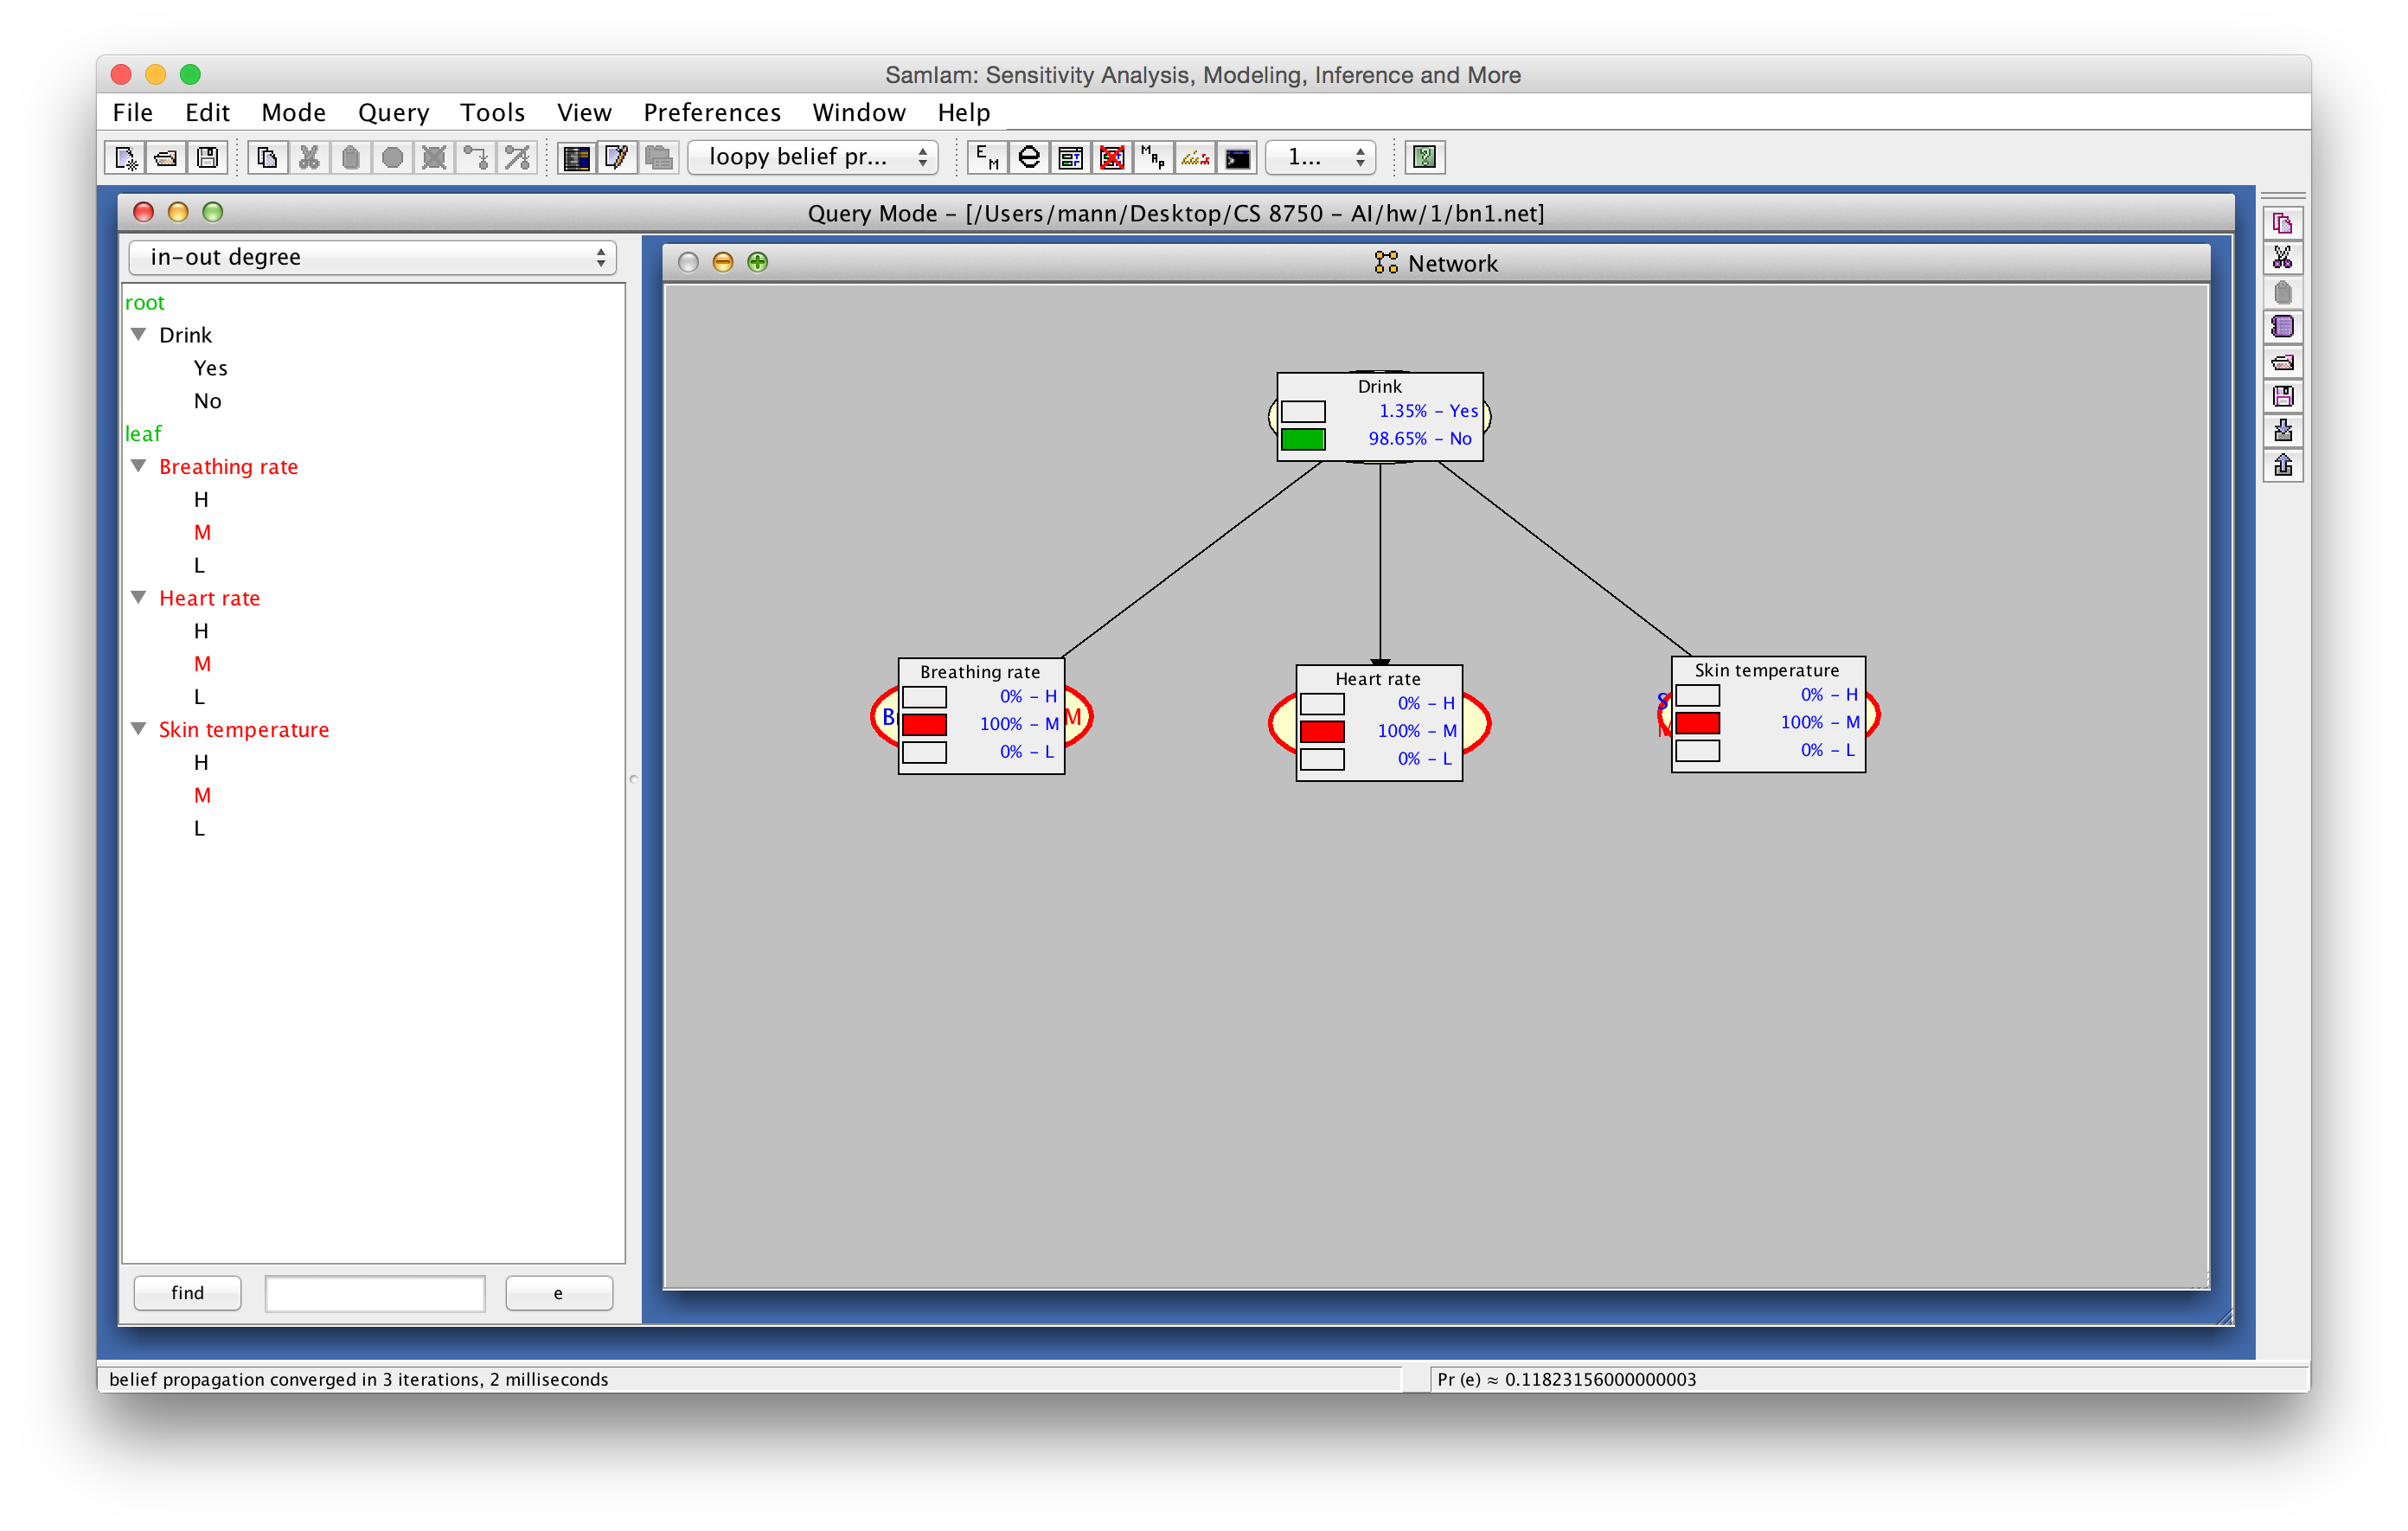 SamIam: Sensitivity Analysis, Modeling, Inference and More
File Edit Mode Query Tools View Preferences Window Help
loopy belief pr... EM e MAP 1... ?
Query Mode – [/Users/mann/Desktop/CS 8750 – AI/hw/1/bn1.net]
in-out degree
Network
root
Drink
Yes
No
leaf
Breathing rate
H
M
L
Heart rate
H
M
L
Skin temperature
H
M
L
Drink
1.35% – Yes
98.65% – No
Breathing rate
0% – H
B 100% – M M
0% – L
Heart rate
0% – H
100% – M
0% – L
Skin temperature
0% – H
100% – M
0% – L
find e
belief propagation converged in 3 iterations, 2 milliseconds
Pr (e) ≈ 0.11823156000000003